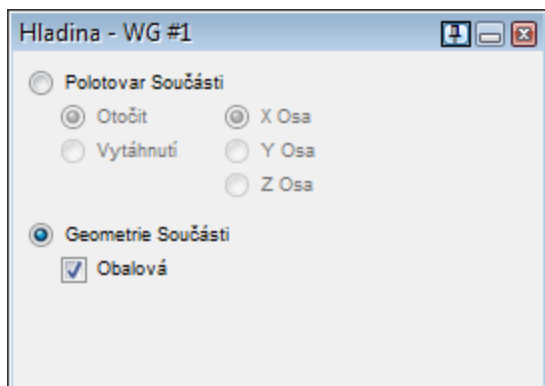 Hladina - WG #1
Polotovar Součásti
Otočit X Osa
Vytáhnutí Y Osa
Z Osa
Geometrie Součásti
Obalová